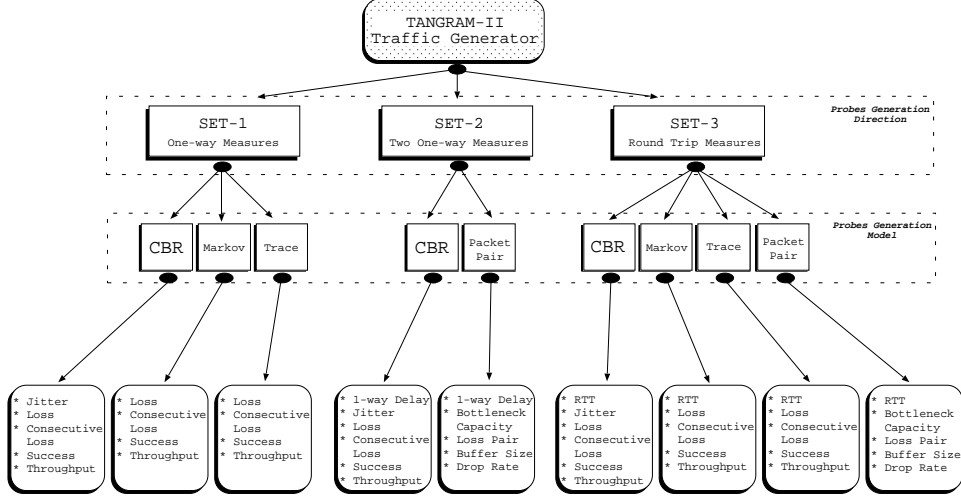 TANGRAM-II
Traffic Generator
Probes Generation
Direction
SET-1
One-way Measures
SET-2
Two One-way Measures
SET-3
Round Trip Measures
Probes Generation
Model
CBR
Markov
Trace
CBR
Packet
Pair
CBR
Markov
Trace
Packet
Pair
* Jitter
* Loss
* Consecutive
Loss
* Success
* Throughput
* Loss
* Consecutive
Loss
* Success
* Throughput
* Loss
* Consecutive
Loss
* Success
* Throughput
* 1-way Delay
* Jitter
* Loss
* Consecutive
Loss
* Success
* Throughput
* 1-way Delay
* Bottleneck
Capacity
* Loss Pair
* Buffer Size
* Drop Rate
* RTT
* Jitter
* Loss
* Consecutive
Loss
* Success
* Throughput
* RTT
* Loss
* Consecutive
Loss
* Success
* Throughput
* RTT
* Loss
* Consecutive
Loss
* Success
* Throughput
* RTT
* Bottleneck
Capacity
* Loss Pair
* Buffer Size
* Drop Rate